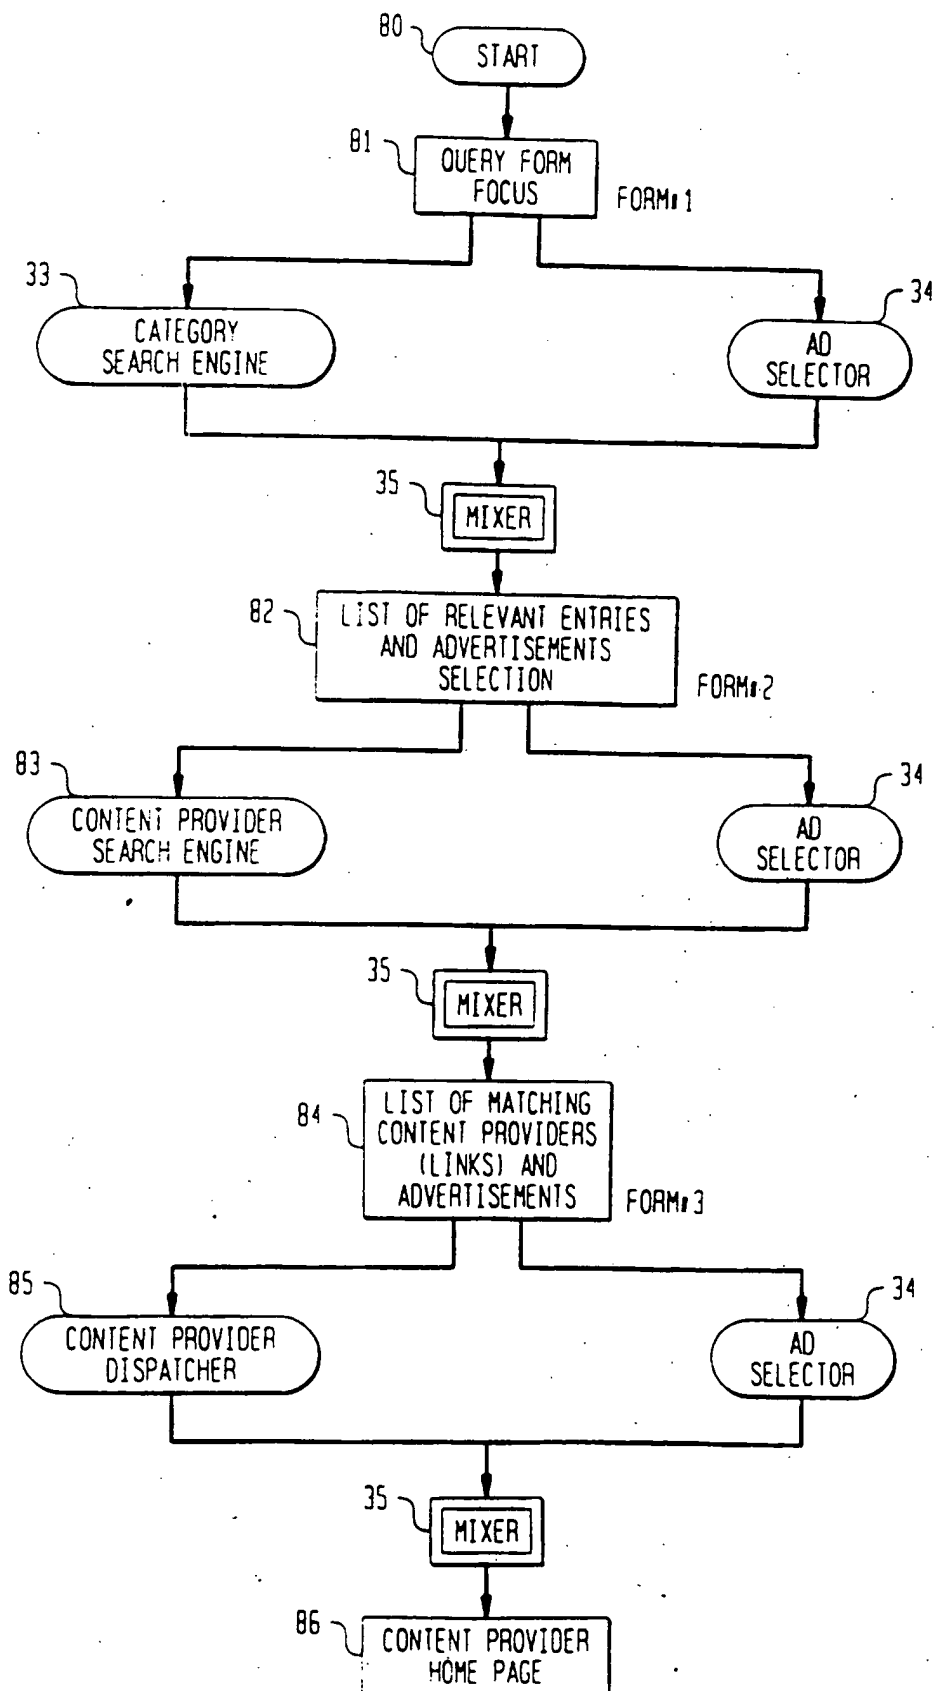 80
START
81
QUERY FORM
FOCUS
FORM#1
33
CATEGORY
SEARCH ENGINE
34
AD
SELECTOR
35
MIXER
82
LIST OF RELEVANT ENTRIES
AND ADVERTISEMENTS
SELECTION
FORM#2
83
CONTENT PROVIDER
SEARCH ENGINE
34
AD
SELECTOR
35
MIXER
84
LIST OF MATCHING
CONTENT PROVIDERS
(LINKS) AND
ADVERTISEMENTS
FORM#3
85
CONTENT PROVIDER
DISPATCHER
34
AD
SELECTOR
35
MIXER
86
CONTENT PROVIDER
HOME PAGE